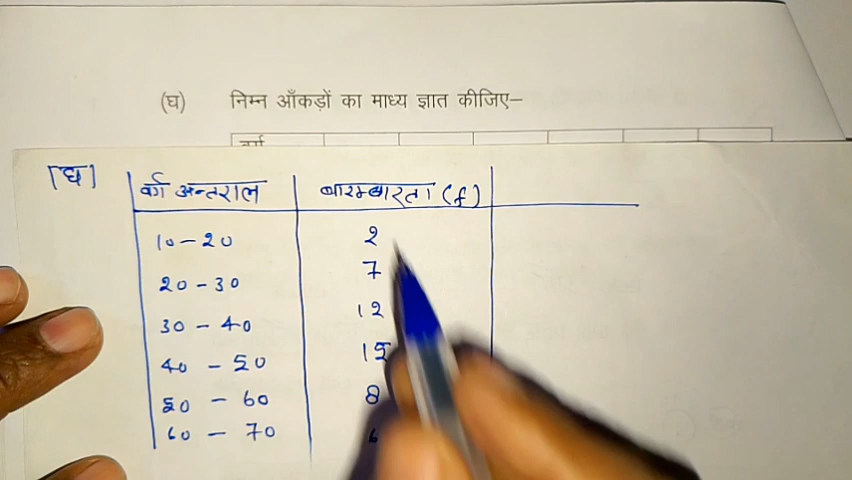 (घ) निम्न आँकड़ों का माध्य ज्ञात कीजिए–
वर्ग
[घ] वर्ग अन्तराल बारम्बारता (f)
10 – 20 2
20 – 30 7
30 – 40 12
40 – 50 15
50 – 60 8
60 – 70